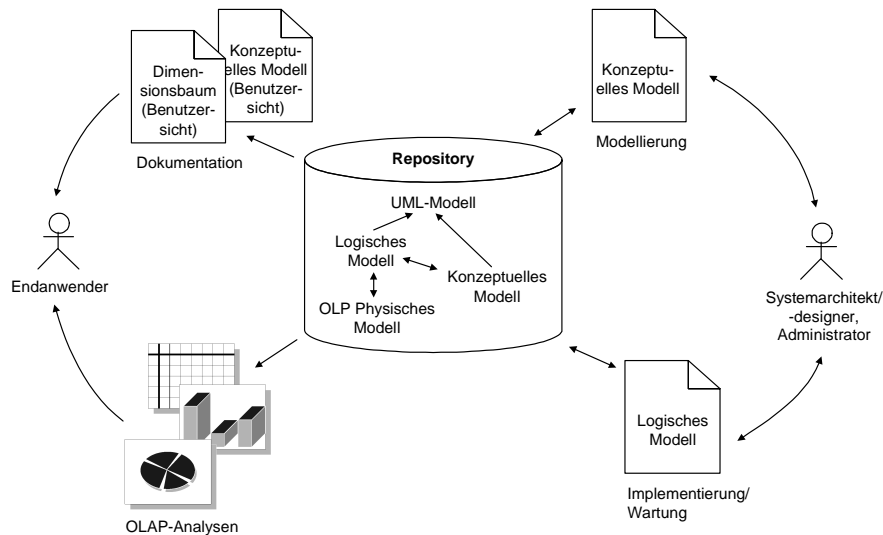 Dimen-
sionsbaum
(Benutzer-
sicht)
Konzeptu-
elles Modell
(Benutzer-
sicht)
Dokumentation
Konzeptu-
elles Modell
Modellierung
Repository
UML-Modell
Logisches
Modell
Konzeptuelles
Modell
OLP Physisches
Modell
Endanwender
Systemarchitekt/
-designer,
Administrator
Logisches
Modell
Implementierung/
Wartung
OLAP-Analysen